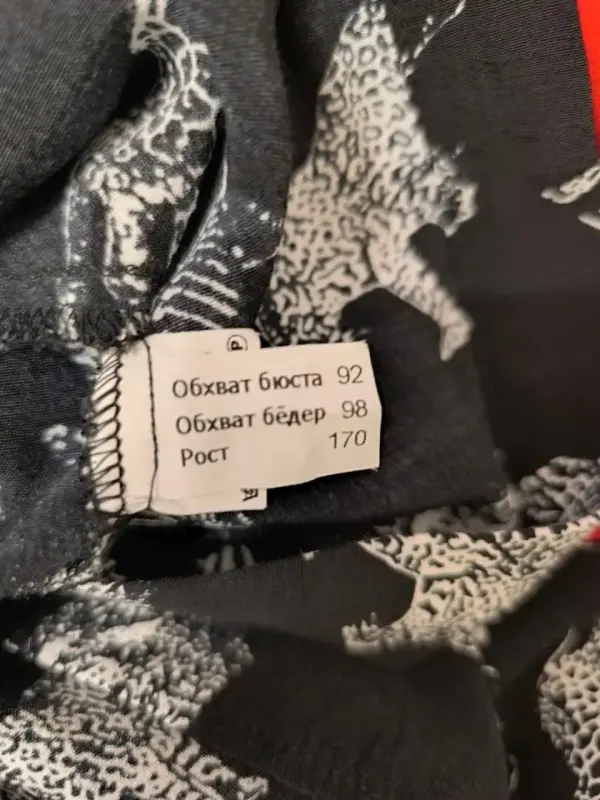 Обхват бюста 92
Обхват бёдер 98
Рост 170